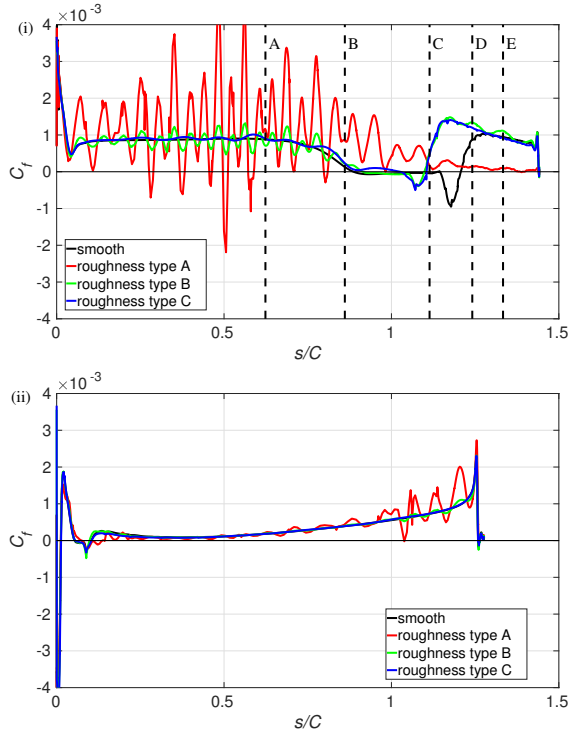 (i)
×10⁻³
A
B
C
D
E
4
3
2
1
0
-1
-2
-3
-4
C_f
smooth
roughness type A
roughness type B
roughness type C
0
0.5
1
1.5
s/C
(ii)
×10⁻³
4
3
2
1
0
-1
-2
-3
-4
C_f
smooth
roughness type A
roughness type B
roughness type C
0
0.5
1
1.5
s/C